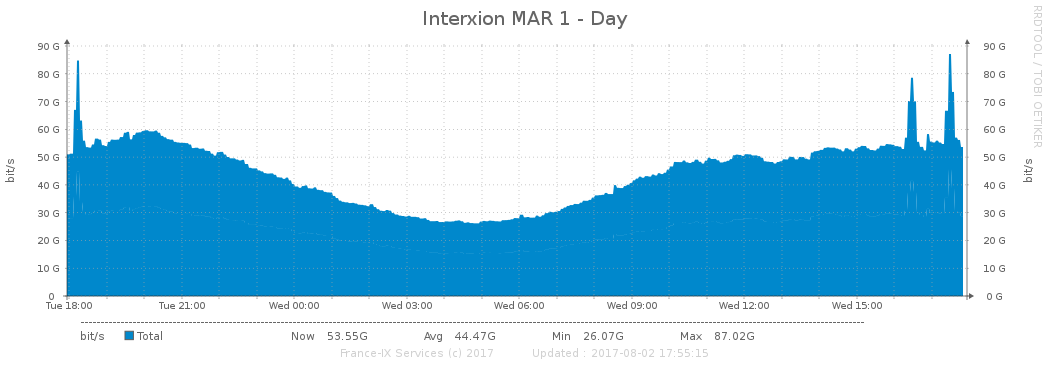 Interxion MAR 1 - Day
RRDTOOL / TOBI OETIKER
bit/s
bit/s
90 G 90 G
80 G 80 G
70 G 70 G
60 G 60 G
50 G 50 G
40 G 40 G
30 G 30 G
20 G 20 G
10 G 10 G
0 0 G
Tue 18:00 Tue 21:00 Wed 00:00 Wed 03:00 Wed 06:00 Wed 09:00 Wed 12:00 Wed 15:00
bit/s Total Now 53.55G Avg 44.47G Min 26.07G Max 87.02G
France-IX Services (c) 2017 Updated : 2017-08-02 17:55:15